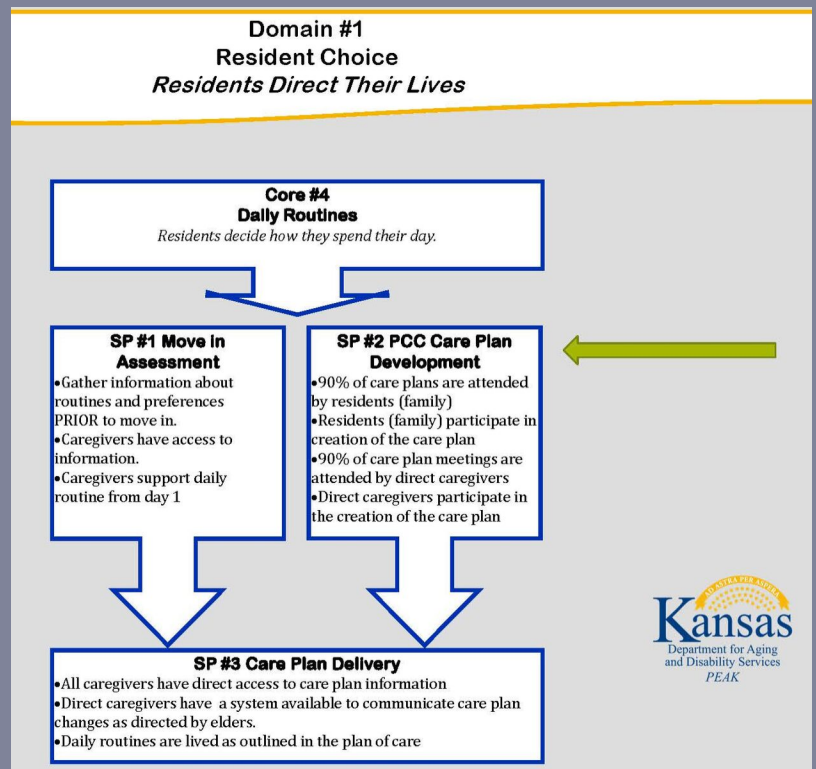 Domain #1
Resident Choice
Residents Direct Their Lives
Core #4
Daily Routines
Residents decide how they spend their day.
SP #1 Move in
Assessment
•Gather information about
routines and preferences
PRIOR to move in.
•Caregivers have access to
information.
•Caregivers support daily
routine from day 1
SP #2 PCC Care Plan
Development
•90% of care plans are attended
by residents (family)
•Residents (family) participate in
creation of the care plan
•90% of care plan meetings are
attended by direct caregivers
•Direct caregivers participate in
the creation of the care plan
SP #3 Care Plan Delivery
•All caregivers have direct access to care plan information
•Direct caregivers have a system available to communicate care plan
changes as directed by elders.
•Daily routines are lived as outlined in the plan of care
AD ASTRA PER ASPERA
Kansas
Department for Aging
and Disability Services
PEAK